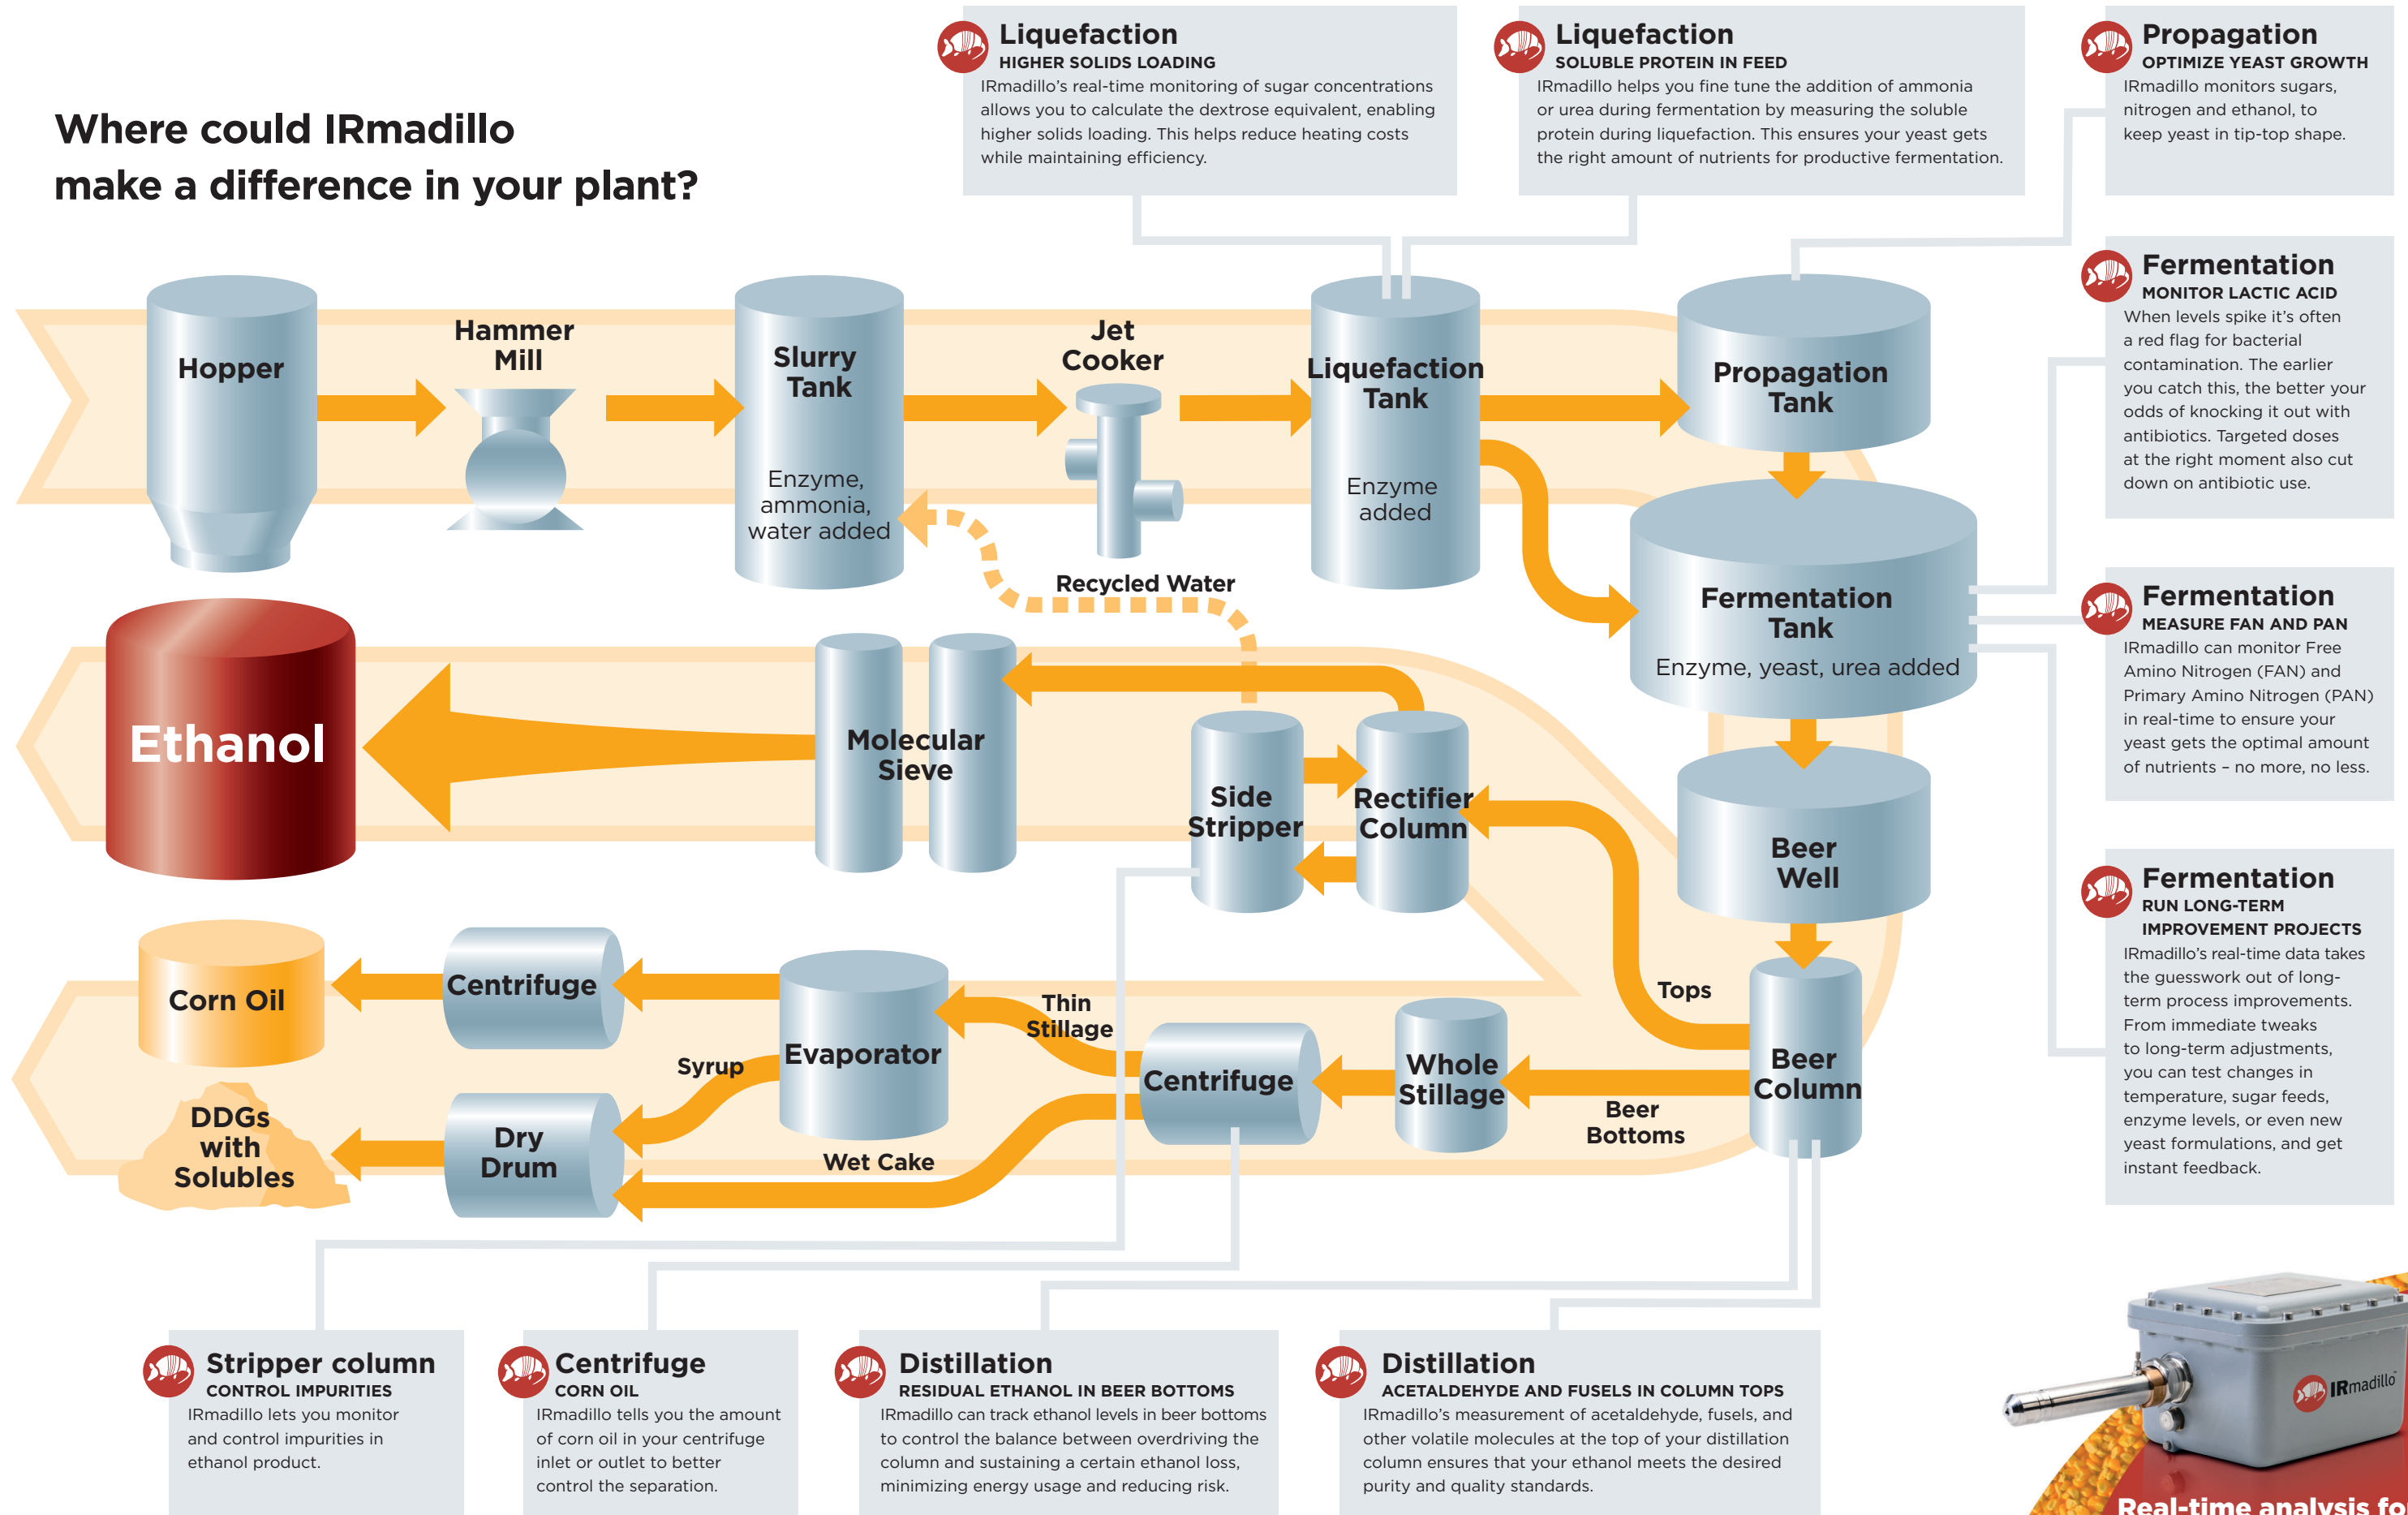 Where could IRmadillo
make a difference in your plant?
Liquefaction
HIGHER SOLIDS LOADING
IRmadillo's real-time monitoring of sugar concentrations
allows you to calculate the dextrose equivalent, enabling
higher solids loading. This helps reduce heating costs
while maintaining efficiency.
Liquefaction
SOLUBLE PROTEIN IN FEED
IRmadillo helps you fine tune the addition of ammonia
or urea during fermentation by measuring the soluble
protein during liquefaction. This ensures your yeast gets
the right amount of nutrients for productive fermentation.
Propagation
OPTIMIZE YEAST GROWTH
IRmadillo monitors sugars,
nitrogen and ethanol, to
keep yeast in tip-top shape.
Fermentation
MONITOR LACTIC ACID
When levels spike it's often
a red flag for bacterial
contamination. The earlier
you catch this, the better your
odds of knocking it out with
antibiotics. Targeted doses
at the right moment also cut
down on antibiotic use.
Fermentation
MEASURE FAN AND PAN
IRmadillo can monitor Free
Amino Nitrogen (FAN) and
Primary Amino Nitrogen (PAN)
in real-time to ensure your
yeast gets the optimal amount
of nutrients – no more, no less.
Fermentation
RUN LONG-TERM
IMPROVEMENT PROJECTS
IRmadillo's real-time data takes
the guesswork out of long-
term process improvements.
From immediate tweaks
to long-term adjustments,
you can test changes in
temperature, sugar feeds,
enzyme levels, or even new
yeast formulations, and get
instant feedback.
Hopper
Hammer
Mill
Slurry
Tank
Enzyme,
ammonia,
water added
Jet
Cooker
Liquefaction
Tank
Enzyme
added
Propagation
Tank
Recycled Water
Fermentation
Tank
Enzyme, yeast, urea added
Ethanol
Molecular
Sieve
Side
Stripper
Rectifier
Column
Beer
Well
Corn Oil
Centrifuge
Evaporator
Thin
Stillage
Syrup
Centrifuge
Whole
Stillage
Tops
Beer
Bottoms
Beer
Column
DDGs
with
Solubles
Dry
Drum
Wet Cake
Stripper column
CONTROL IMPURITIES
IRmadillo lets you monitor
and control impurities in
ethanol product.
Centrifuge
CORN OIL
IRmadillo tells you the amount
of corn oil in your centrifuge
inlet or outlet to better
control the separation.
Distillation
RESIDUAL ETHANOL IN BEER BOTTOMS
IRmadillo can track ethanol levels in beer bottoms
to control the balance between overdriving the
column and sustaining a certain ethanol loss,
minimizing energy usage and reducing risk.
Distillation
ACETALDEHYDE AND FUSELS IN COLUMN TOPS
IRmadillo's measurement of acetaldehyde, fusels, and
other volatile molecules at the top of your distillation
column ensures that your ethanol meets the desired
purity and quality standards.
IRmadillo™
Real-time analysis for